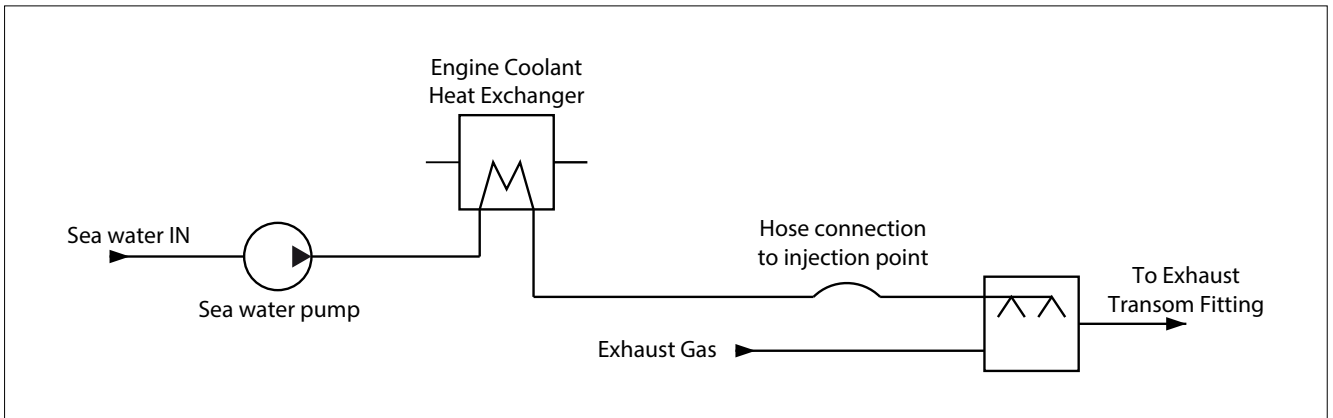 Engine Coolant
Heat Exchanger
Sea water IN
Sea water pump
Hose connection
to injection point
Exhaust Gas
To Exhaust
Transom Fitting